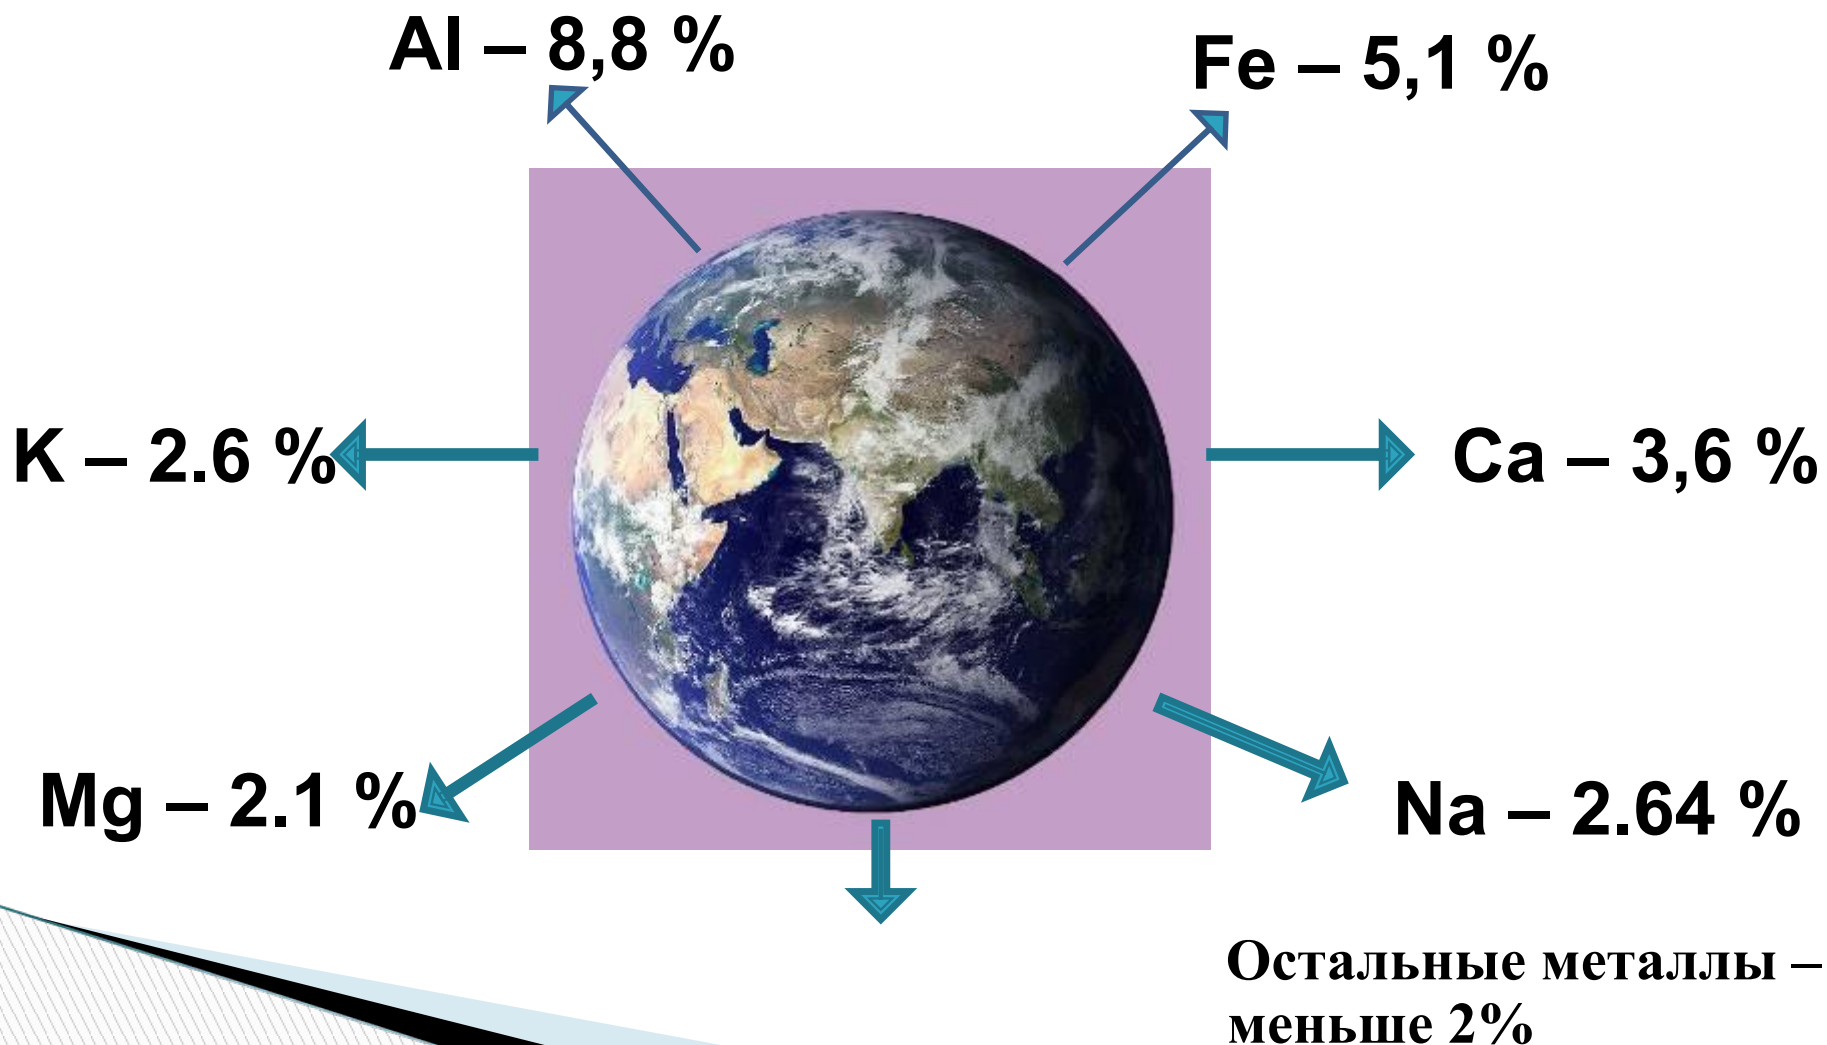 Al – 8,8 %
Fe – 5,1 %
K – 2.6 %
Ca – 3,6 %
Mg – 2.1 %
Na – 2.64 %
Остальные металлы –
меньше 2%